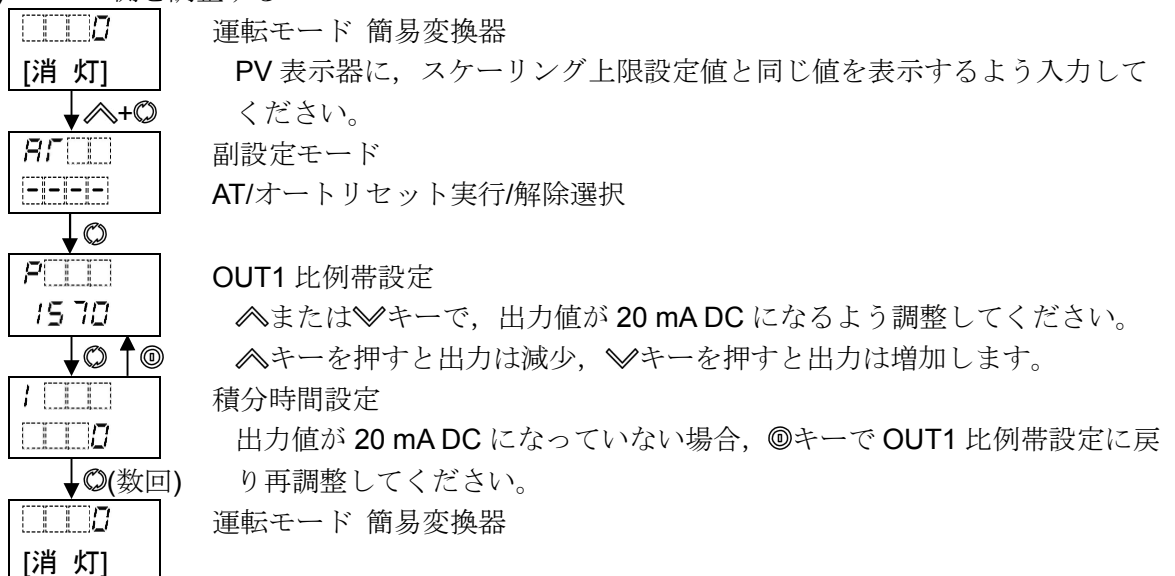 0 運転モード 簡易変換器
[消 灯] PV 表示器に，スケーリング上限設定値と同じ値を表示するよう入力して
+ ください。
AT 副設定モード
---- AT/オートリセット実行/解除選択
P OUT1 比例帯設定
1570 またはキーで，出力値が 20 mA DC になるよう調整してください。
キーを押すと出力は減少，キーを押すと出力は増加します。
I 積分時間設定
0 出力値が 20 mA DC になっていない場合，キーで OUT1 比例帯設定に戻
(数回) り再調整してください。
0 運転モード 簡易変換器
[消 灯]